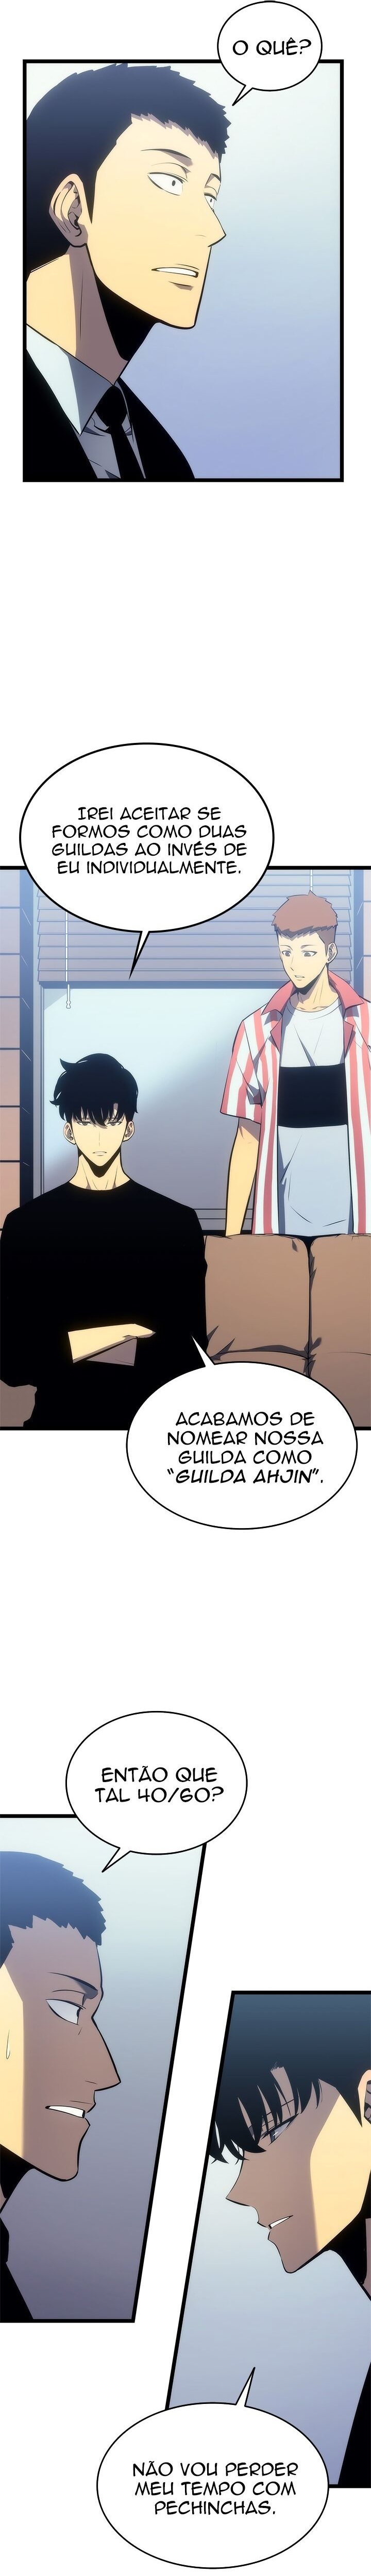 O QUÊ?
IREI ACEITAR SE
FORMOS COMO DUAS
GUILDAS AO INVÉS DE
EU INDIVIDUALMENTE.
ACABAMOS DE
NOMEAR NOSSA
GUILDA COMO
"GUILDA AHJIN".
ENTÃO QUE
TAL 40/60?
NÃO VOU PERDER
MEU TEMPO COM
PECHINCHAS.